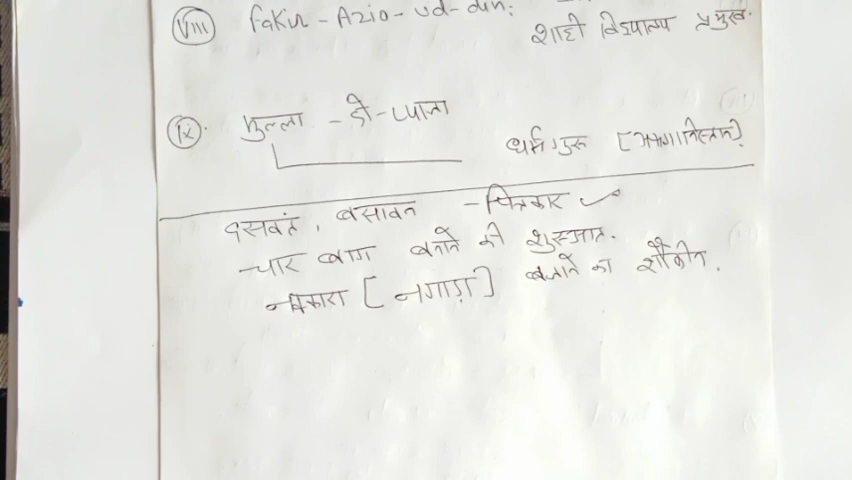 (VIII) Fakir - Azio - ud - din: शाही विद्यालय प्रमुख.
(ix). मुल्ला - दो - प्याजा धर्म गुरू [अफगानिस्तान].
दसवंत, बसावन - चित्रकार ✓
चार बाग बनाने की शुरुआत.
नक्कारा [नगाड़ा] बजाने का शौकीन.